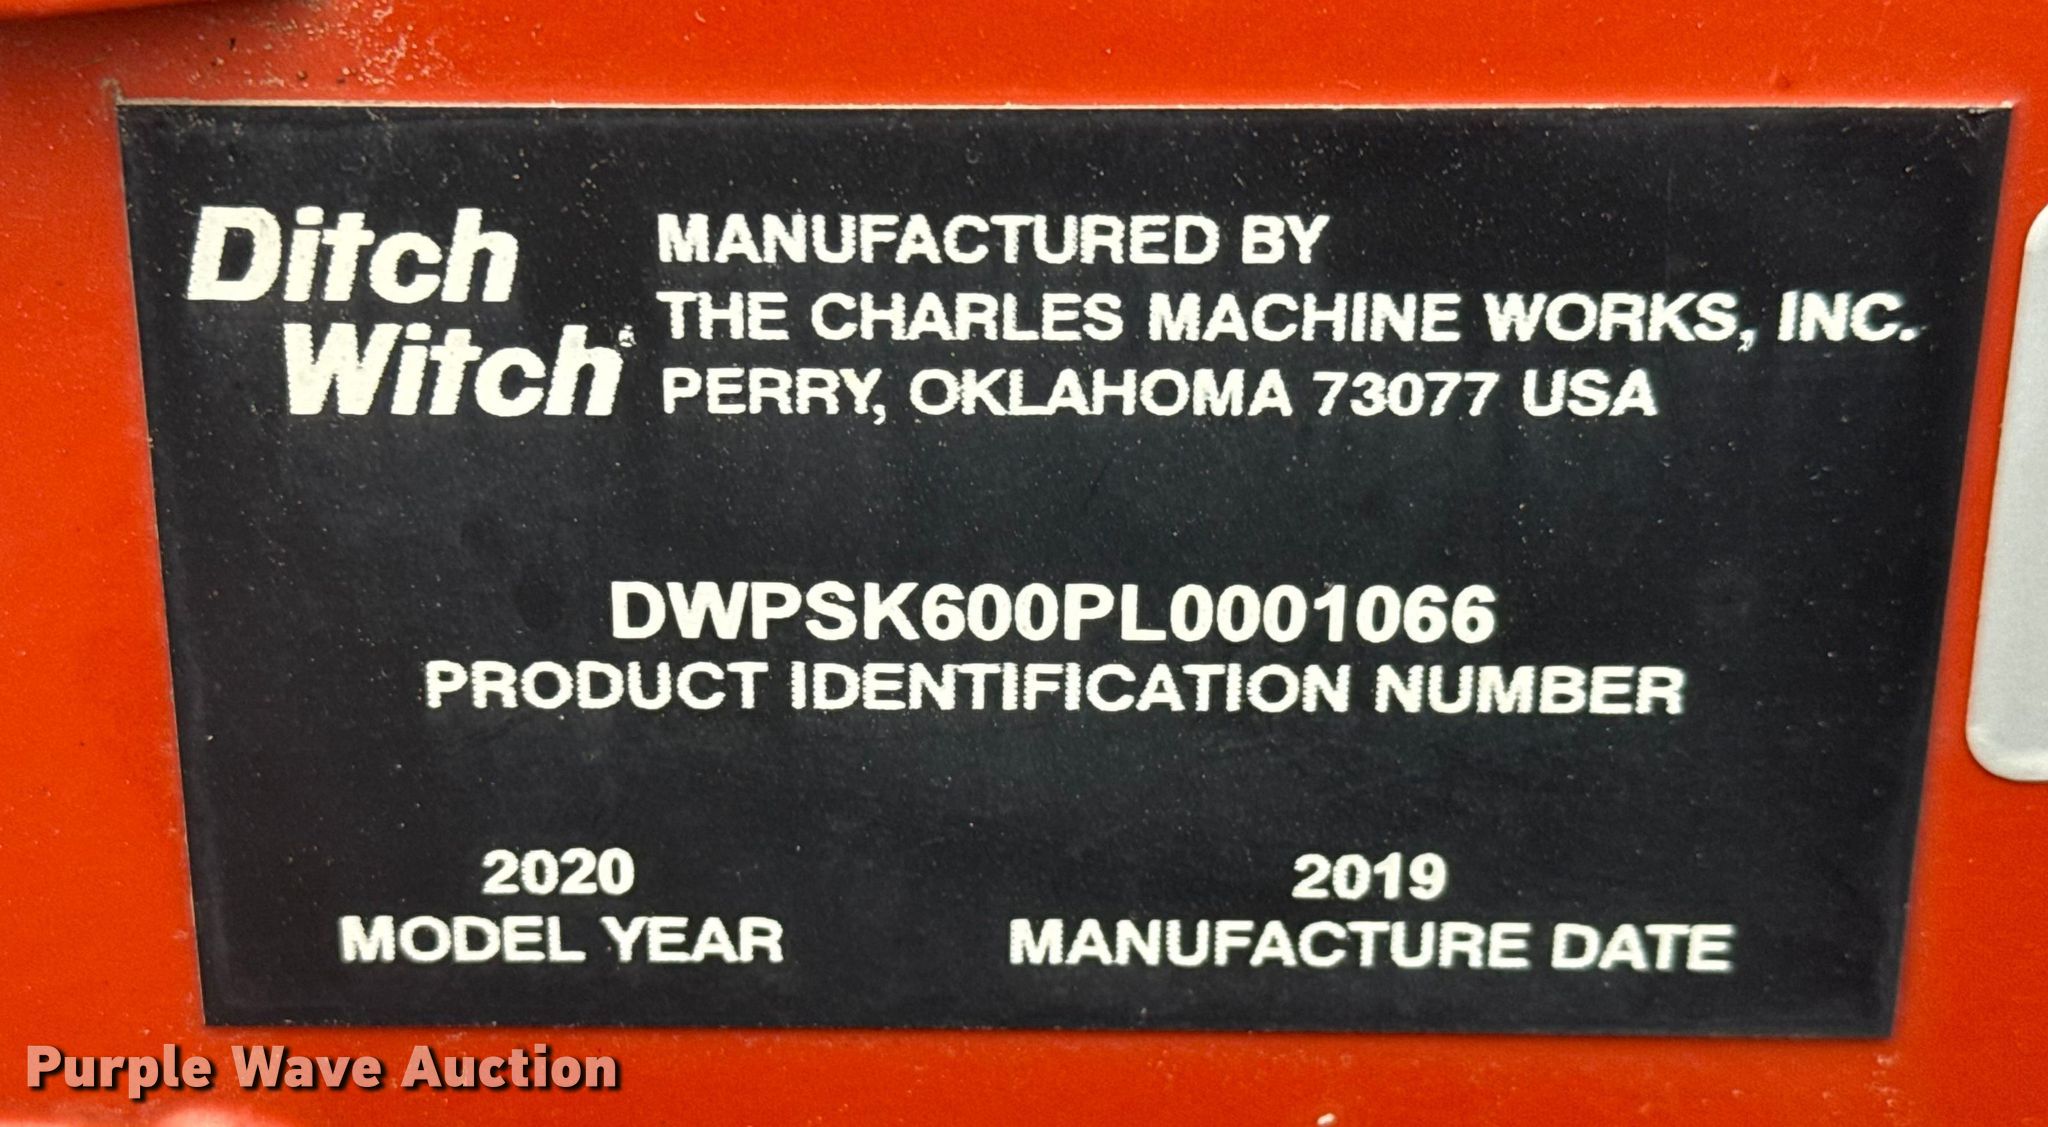 Ditch
Witch®
MANUFACTURED BY
THE CHARLES MACHINE WORKS, INC.
PERRY, OKLAHOMA 73077 USA
DWPSK600PL0001066
PRODUCT IDENTIFICATION NUMBER
2020
MODEL YEAR
2019
MANUFACTURE DATE
Purple Wave Auction